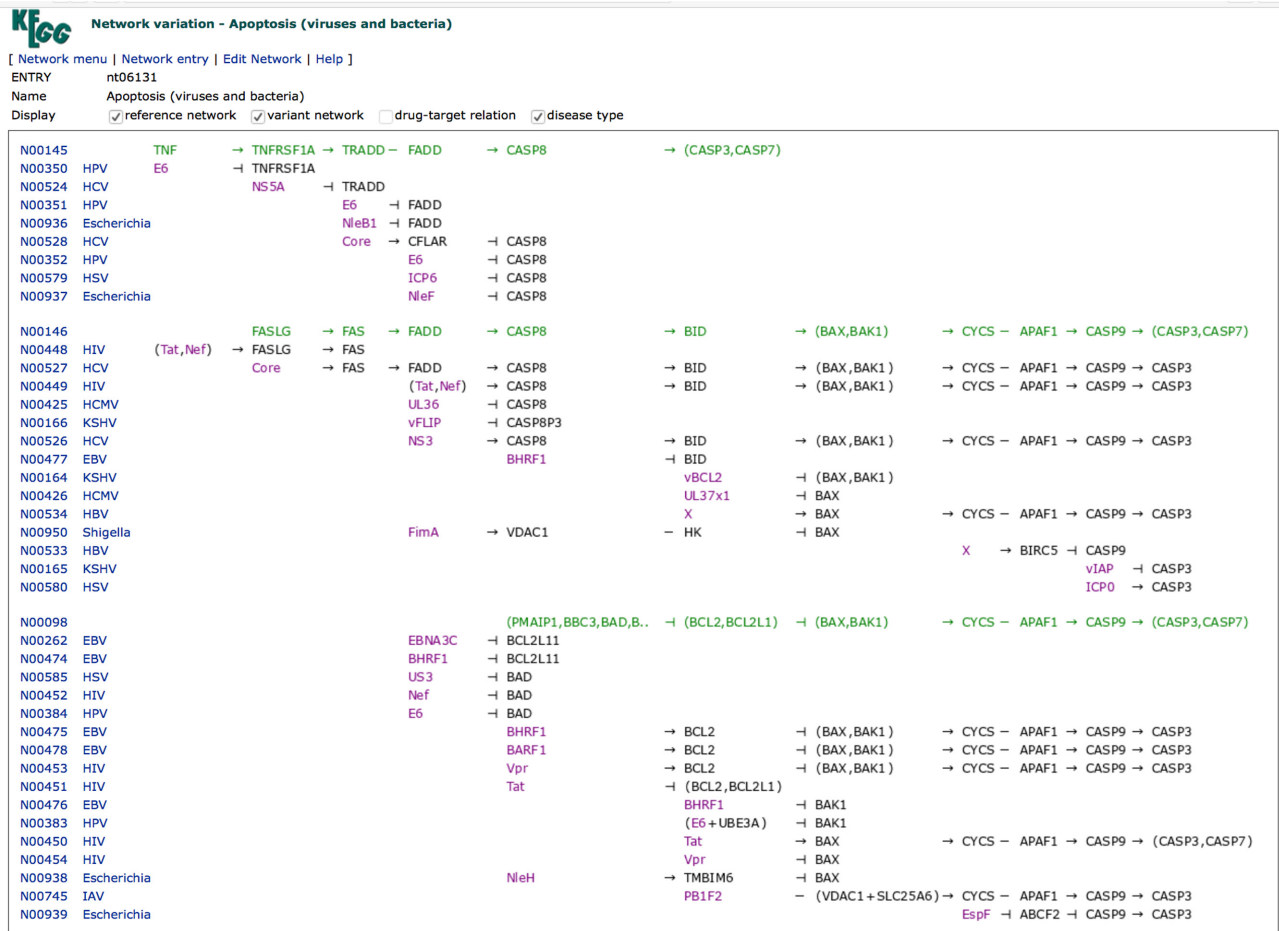 KEGG Network variation - Apoptosis (viruses and bacteria)
[ Network menu | Network entry | Edit Network | Help ]
ENTRY nt06131
Name Apoptosis (viruses and bacteria)
Display reference network variant network drug-target relation disease type
N00145 TNF → TNFRSF1A → TRADD − FADD → CASP8 → (CASP3,CASP7)
N00350 HPV E6 ⊣ TNFRSF1A
N00524 HCV NS5A ⊣ TRADD
N00351 HPV E6 ⊣ FADD
N00936 Escherichia NleB1 ⊣ FADD
N00528 HCV Core → CFLAR ⊣ CASP8
N00352 HPV E6 ⊣ CASP8
N00579 HSV ICP6 ⊣ CASP8
N00937 Escherichia NleF ⊣ CASP8
N00146 FASLG → FAS → FADD → CASP8 → BID → (BAX,BAK1) → CYCS − APAF1 → CASP9 → (CASP3,CASP7)
N00448 HIV (Tat,Nef) → FASLG → FAS
N00527 HCV Core → FAS → FADD → CASP8 → BID → (BAX,BAK1) → CYCS − APAF1 → CASP9 → CASP3
N00449 HIV (Tat,Nef) → CASP8 → BID → (BAX,BAK1) → CYCS − APAF1 → CASP9 → CASP3
N00425 HCMV UL36 ⊣ CASP8
N00166 KSHV vFLIP ⊣ CASP8P3
N00526 HCV NS3 → CASP8 → BID → (BAX,BAK1) → CYCS − APAF1 → CASP9 → CASP3
N00477 EBV BHRF1 ⊣ BID
N00164 KSHV vBCL2 ⊣ (BAX,BAK1)
N00426 HCMV UL37x1 ⊣ BAX
N00534 HBV X → BAX → CYCS − APAF1 → CASP9 → CASP3
N00950 Shigella FimA → VDAC1 − HK ⊣ BAX
N00533 HBV X → BIRC5 ⊣ CASP9
N00165 KSHV vIAP ⊣ CASP3
N00580 HSV ICP0 → CASP3
N00098 (PMAIP1,BBC3,BAD,B.. ⊣ (BCL2,BCL2L1) ⊣ (BAX,BAK1) → CYCS − APAF1 → CASP9 → (CASP3,CASP7)
N00262 EBV EBNA3C ⊣ BCL2L11
N00474 EBV BHRF1 ⊣ BCL2L11
N00585 HSV US3 ⊣ BAD
N00452 HIV Nef ⊣ BAD
N00384 HPV E6 ⊣ BAD
N00475 EBV BHRF1 → BCL2 ⊣ (BAX,BAK1) → CYCS − APAF1 → CASP9 → CASP3
N00478 EBV BARF1 → BCL2 ⊣ (BAX,BAK1) → CYCS − APAF1 → CASP9 → CASP3
N00453 HIV Vpr → BCL2 ⊣ (BAX,BAK1) → CYCS − APAF1 → CASP9 → CASP3
N00451 HIV Tat ⊣ (BCL2,BCL2L1)
N00476 EBV BHRF1 ⊣ BAK1
N00383 HPV (E6+UBE3A) ⊣ BAK1
N00450 HIV Tat → BAX → CYCS − APAF1 → CASP9 → (CASP3,CASP7)
N00454 HIV Vpr ⊣ BAX
N00938 Escherichia NleH → TMBIM6 ⊣ BAX
N00745 IAV PB1F2 − (VDAC1+SLC25A6) → CYCS − APAF1 → CASP9 → CASP3
N00939 Escherichia EspF ⊣ ABCF2 ⊣ CASP9 → CASP3